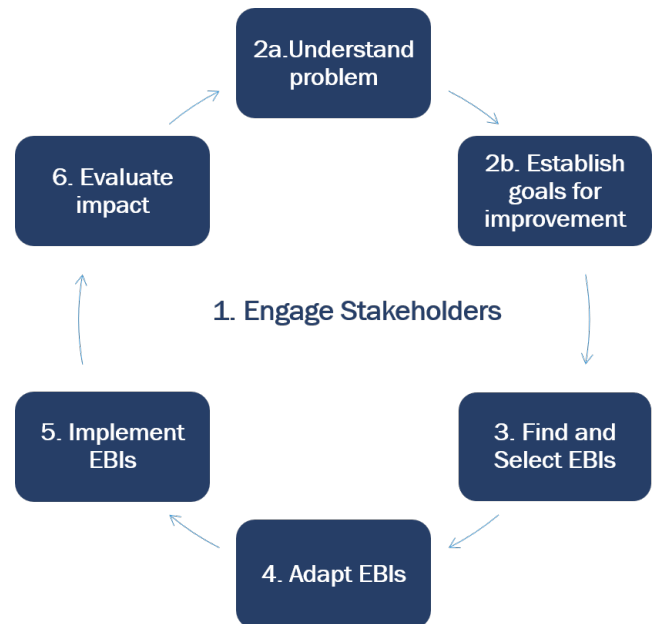 2a.Understand
problem
2b. Establish
goals for
improvement
6. Evaluate
impact
1. Engage Stakeholders
5. Implement
EBIs
3. Find and
Select EBIs
4. Adapt EBIs